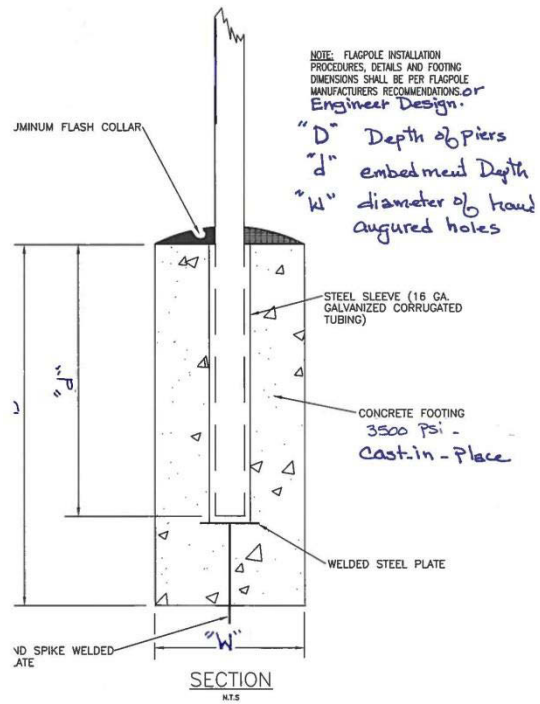 NOTE: FLAGPOLE INSTALLATION
PROCEDURES, DETAILS AND FOOTING
DIMENSIONS SHALL BE PER FLAGPOLE
MANUFACTURERS RECOMMENDATIONS. or
Engineer Design.
"D" Depth of Piers
"d" embedment Depth
"W" diameter of hand
augured holes
UMINUM FLASH COLLAR
STEEL SLEEVE (16 GA.
GALVANIZED CORRUGATED
TUBING)
"d"
CONCRETE FOOTING
3500 PSi -
Cast-in-Place
WELDED STEEL PLATE
ND SPIKE WELDED
ATE
"W"
SECTION
N.T.S